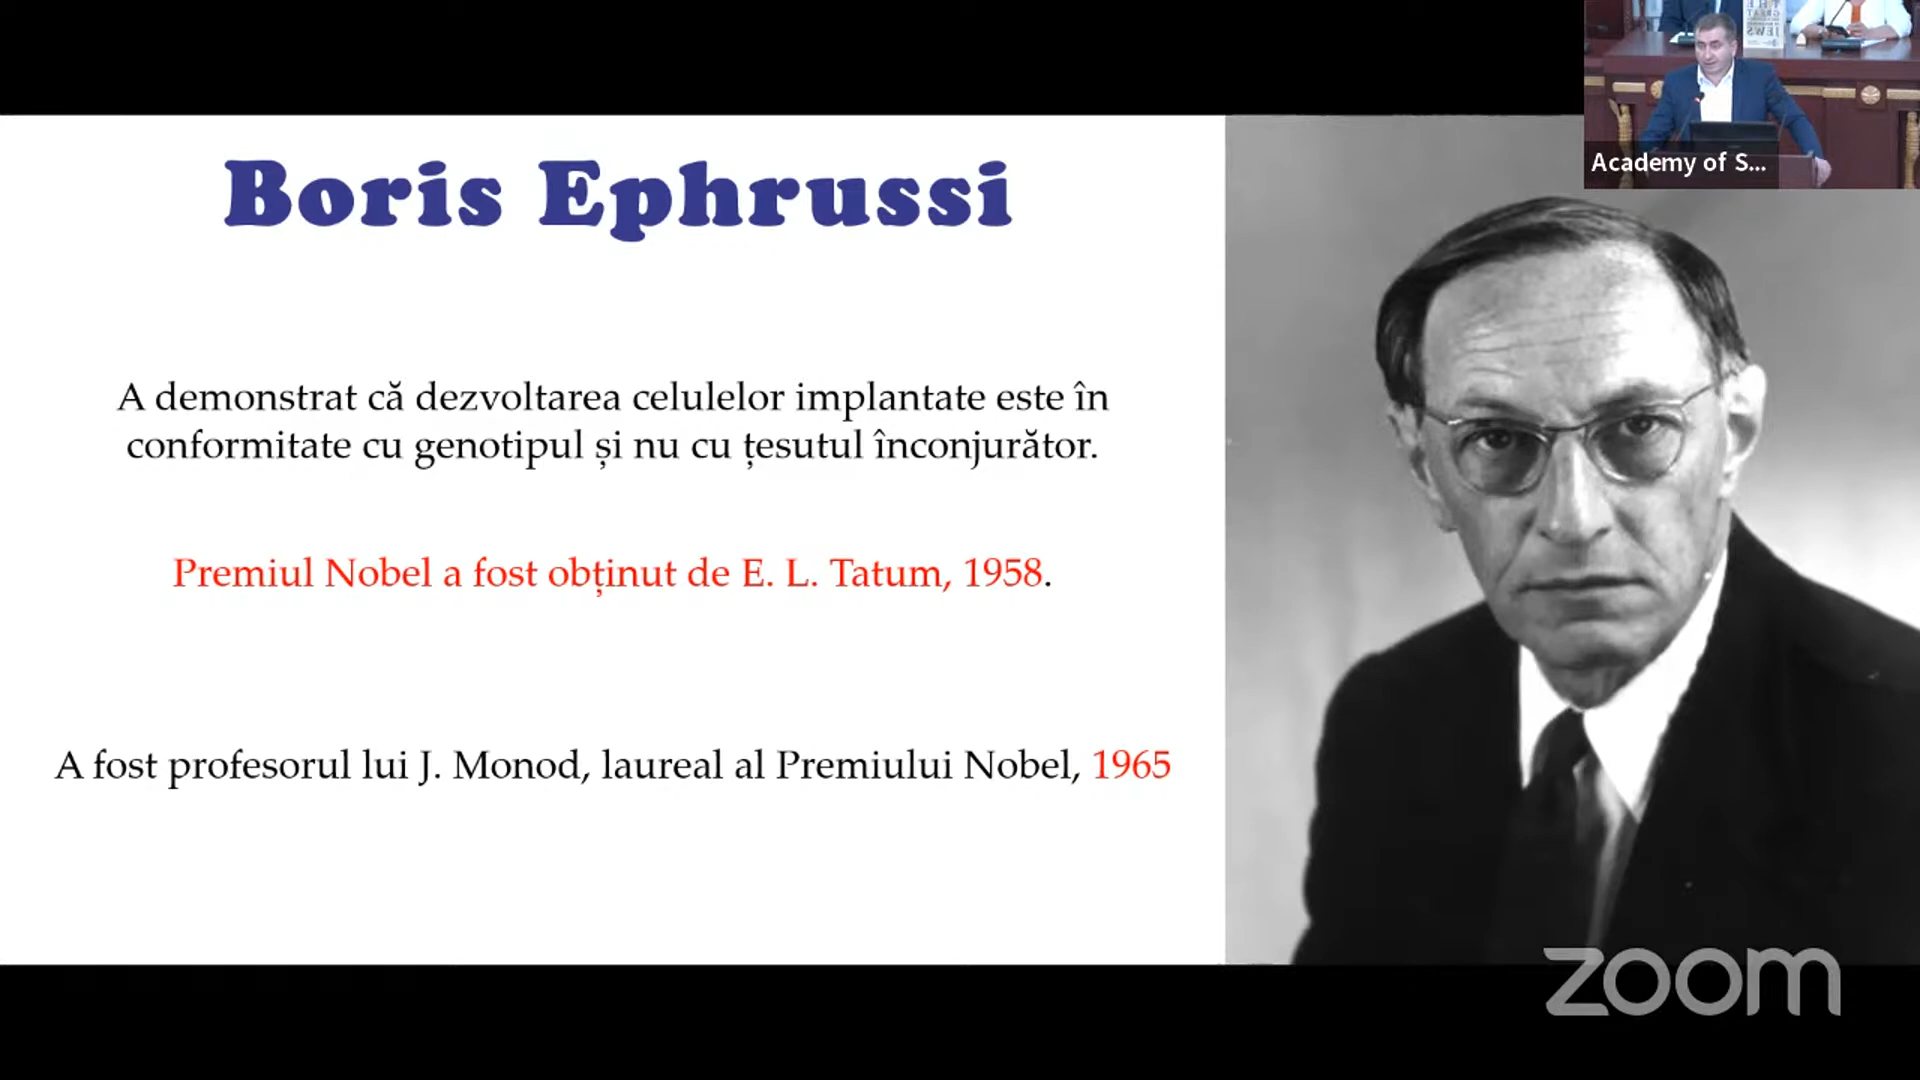 Boris Ephrussi
A demonstrat că dezvoltarea celulelor implantate este în
conformitate cu genotipul și nu cu țesutul înconjurător.
Premiul Nobel a fost obținut de E. L. Tatum, 1958.
A fost profesorul lui J. Monod, laureal al Premiului Nobel, 1965
Academy of S...
zoom